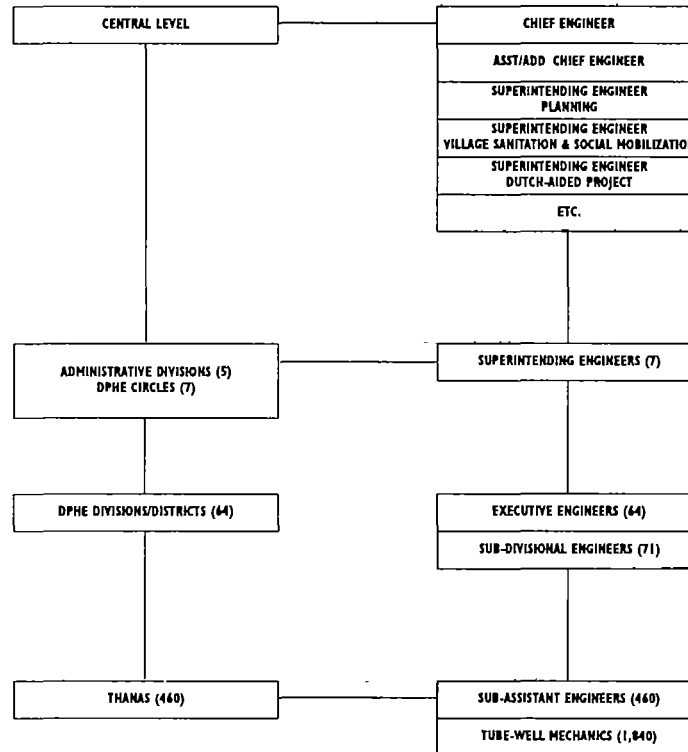 CENTRAL LEVEL
CHIEF ENGINEER
ASST/ADD CHIEF ENGINEER
SUPERINTENDING ENGINEER
PLANNING
SUPERINTENDING ENGINEER
VILLAGE SANITATION & SOCIAL MOBILIZATION
SUPERINTENDING ENGINEER
DUTCH-AIDED PROJECT
ETC.
ADMINISTRATIVE DIVISIONS (5)
DPHE CIRCLES (7)
SUPERINTENDING ENGINEERS (7)
DPHE DIVISIONS/DISTRICTS (64)
EXECUTIVE ENGINEERS (64)
SUB-DIVISIONAL ENGINEERS (71)
THANAS (460)
SUB-ASSISTANT ENGINEERS (460)
TUBE-WELL MECHANICS (1,840)